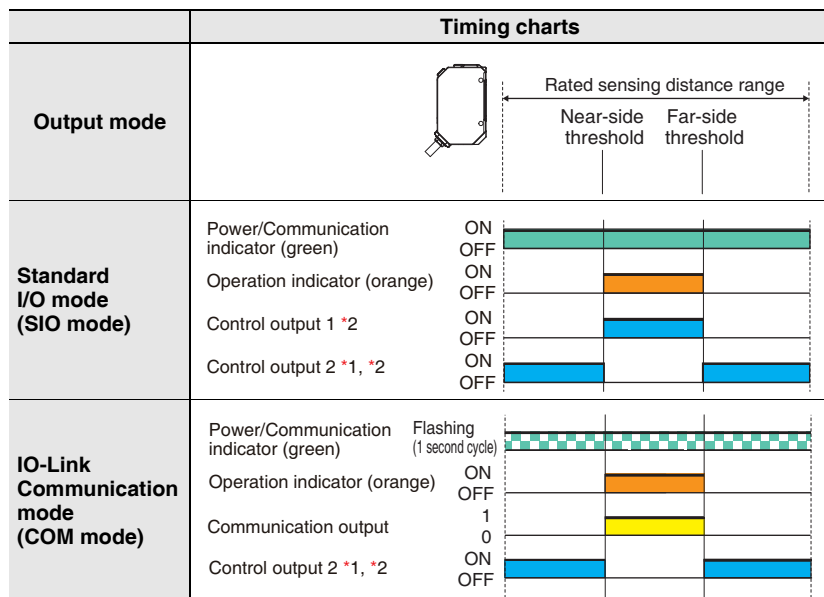 Timing charts
Output mode
Rated sensing distance range
Near-side threshold
Far-side threshold
Standard
I/O mode
(SIO mode)
Power/Communication
indicator (green)
ON
OFF
Operation indicator (orange)
ON
OFF
Control output 1 *2
ON
OFF
Control output 2 *1, *2
ON
OFF
IO-Link
Communication
mode
(COM mode)
Power/Communication
indicator (green)
Flashing
(1 second cycle)
Operation indicator (orange)
ON
OFF
Communication output
1
0
Control output 2 *1, *2
ON
OFF